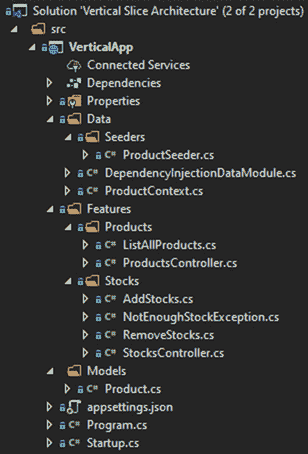 Solution 'Vertical Slice Architecture' (2 of 2 projects)
src
VerticalApp
Connected Services
Dependencies
Properties
Data
Seeders
C# ProductSeeder.cs
C# DependencyInjectionDataModule.cs
C# ProductContext.cs
Features
Products
C# ListAllProducts.cs
C# ProductsController.cs
Stocks
C# AddStocks.cs
C# NotEnoughStockException.cs
C# RemoveStocks.cs
C# StocksController.cs
Models
C# Product.cs
appsettings.json
C# Program.cs
C# Startup.cs